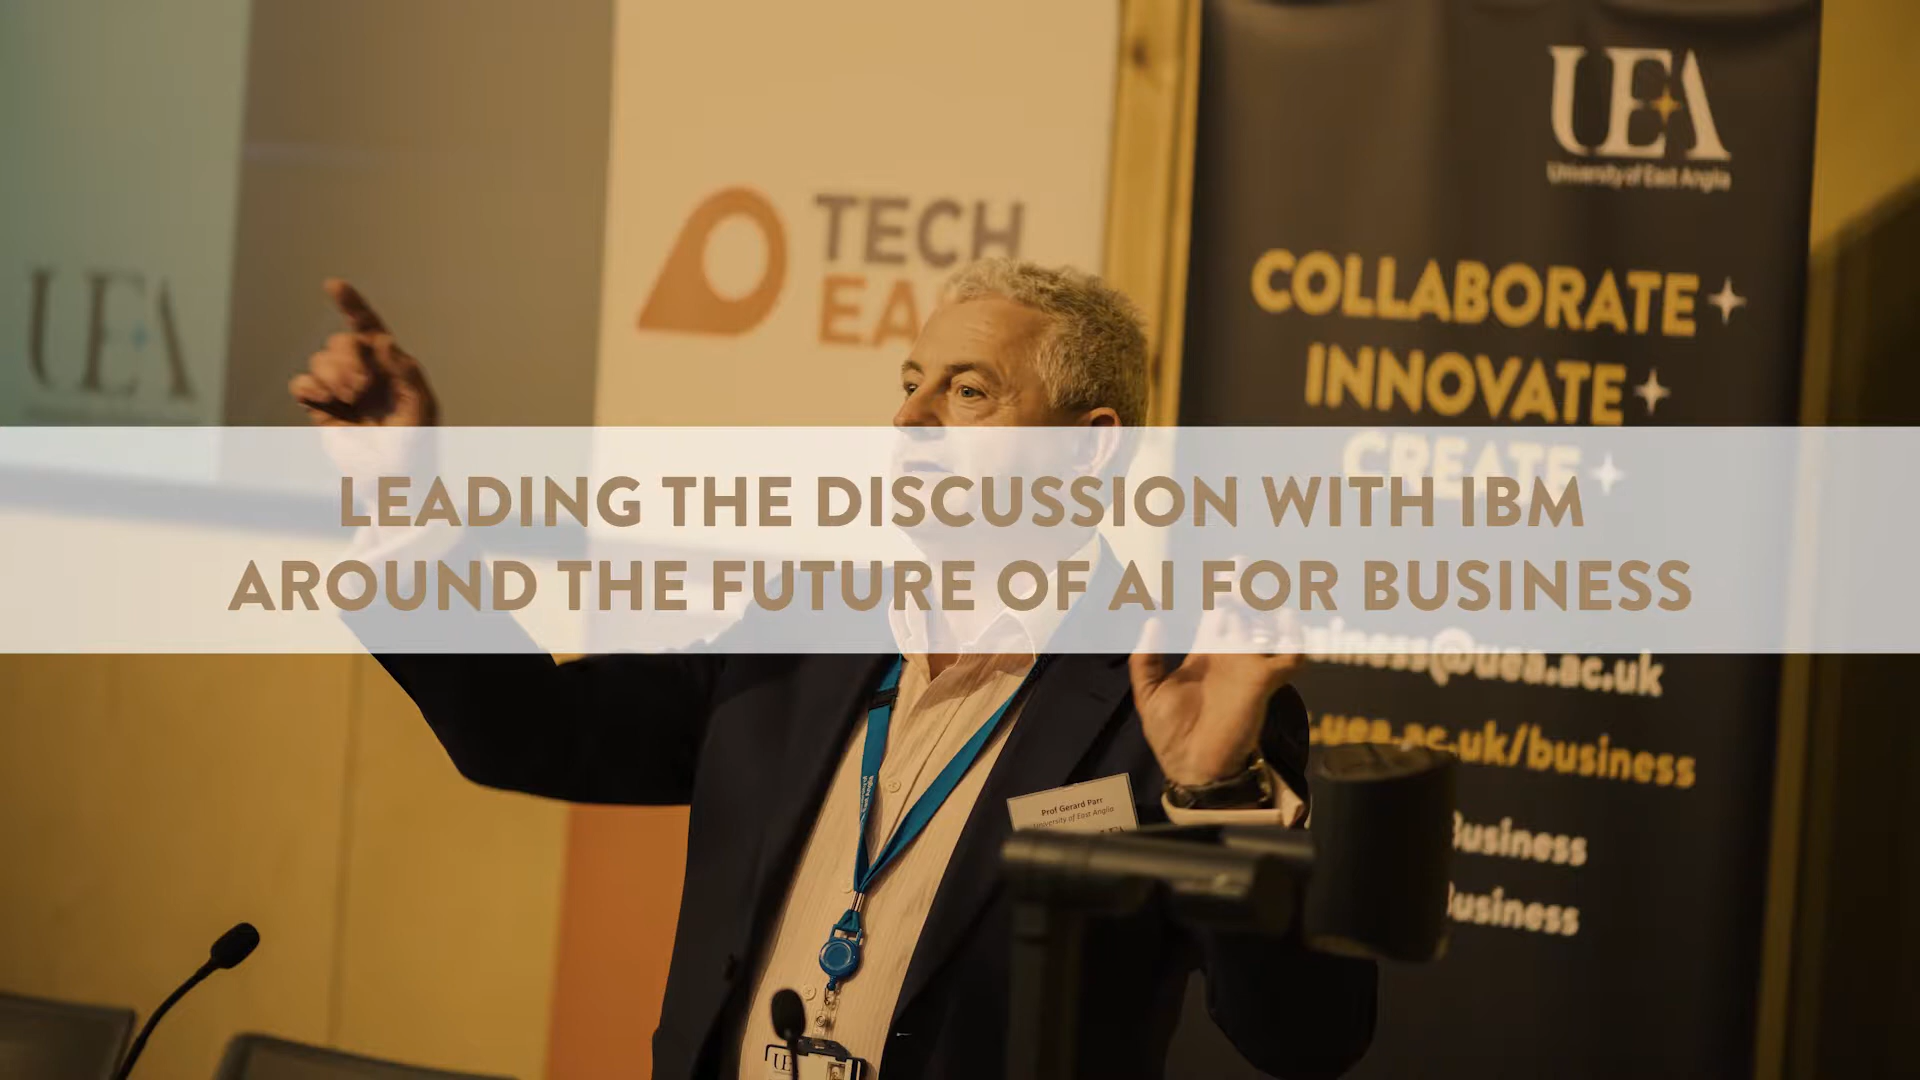 UEA
University of East Anglia
TECH
UEA
COLLABORATE
INNOVATE
CREATE
LEADING THE DISCUSSION WITH IBM
AROUND THE FUTURE OF AI FOR BUSINESS
business@uea.ac.uk
.uea.ac.uk/business
Business
Business
Prof Gerard Parr
University of East Anglia